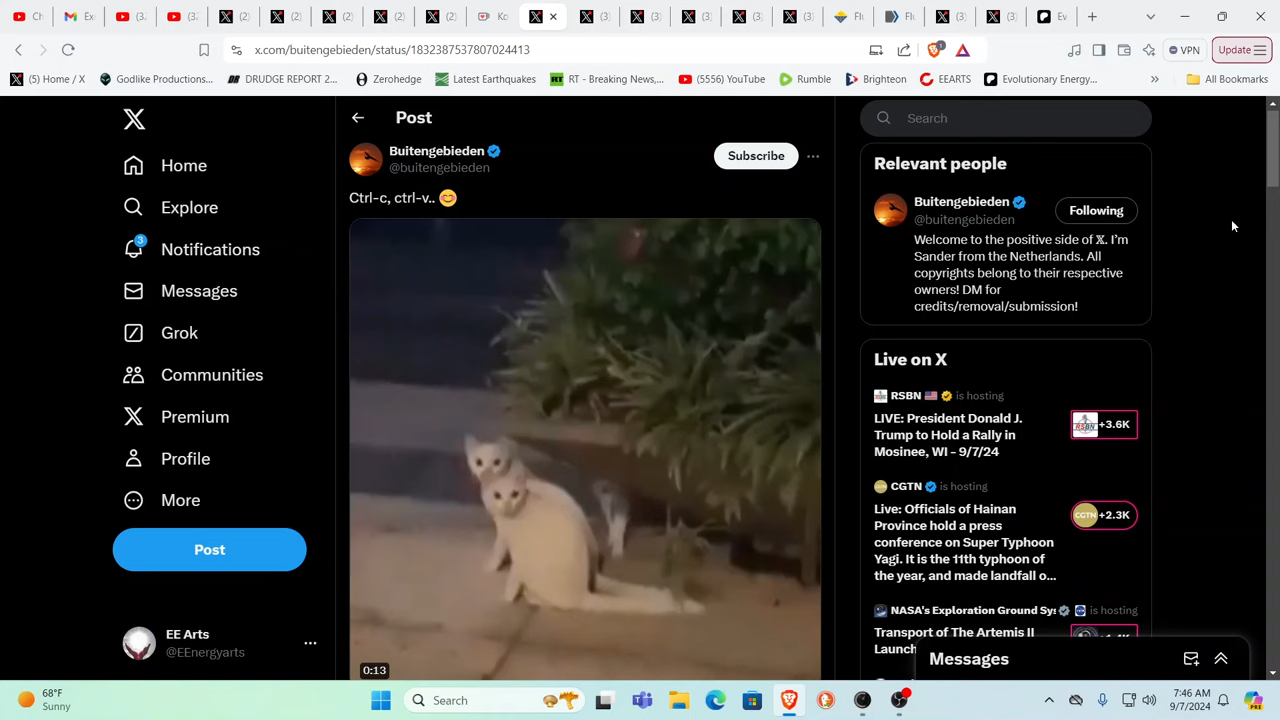 Ex
x.com/buitengebieden/status/1832387537807024413
VPN
Update
(5) Home / X
Godlike Productions...
DRUDGE REPORT 2...
Zerohedge
Latest Earthquakes
RT - Breaking News,...
(5556) YouTube
Rumble
Brighteon
EEARTS
Evolutionary Energy...
All Bookmarks
Home
Explore
3
Notifications
Messages
Grok
Communities
Premium
Profile
More
Post
EE Arts
@EEnergyarts
Post
Buitengebieden
@buitengebieden
Subscribe
Ctrl-c, ctrl-v.. 😊
0:13
Search
Relevant people
Buitengebieden
@buitengebieden
Following
Welcome to the positive side of 𝕏. I'm
Sander from the Netherlands. All
copyrights belong to their respective
owners! DM for
credits/removal/submission!
Live on X
RSBN 🇺🇸 is hosting
LIVE: President Donald J.
Trump to Hold a Rally in
Mosinee, WI - 9/7/24
+3.6K
CGTN is hosting
Live: Officials of Hainan
Province hold a press
conference on Super Typhoon
Yagi. It is the 11th typhoon of
the year, and made landfall o...
+2.3K
NASA's Exploration Ground Sy is hosting
Transport of The Artemis II
Launch
Messages
68°F
Sunny
Search
7:46 AM
9/7/2024